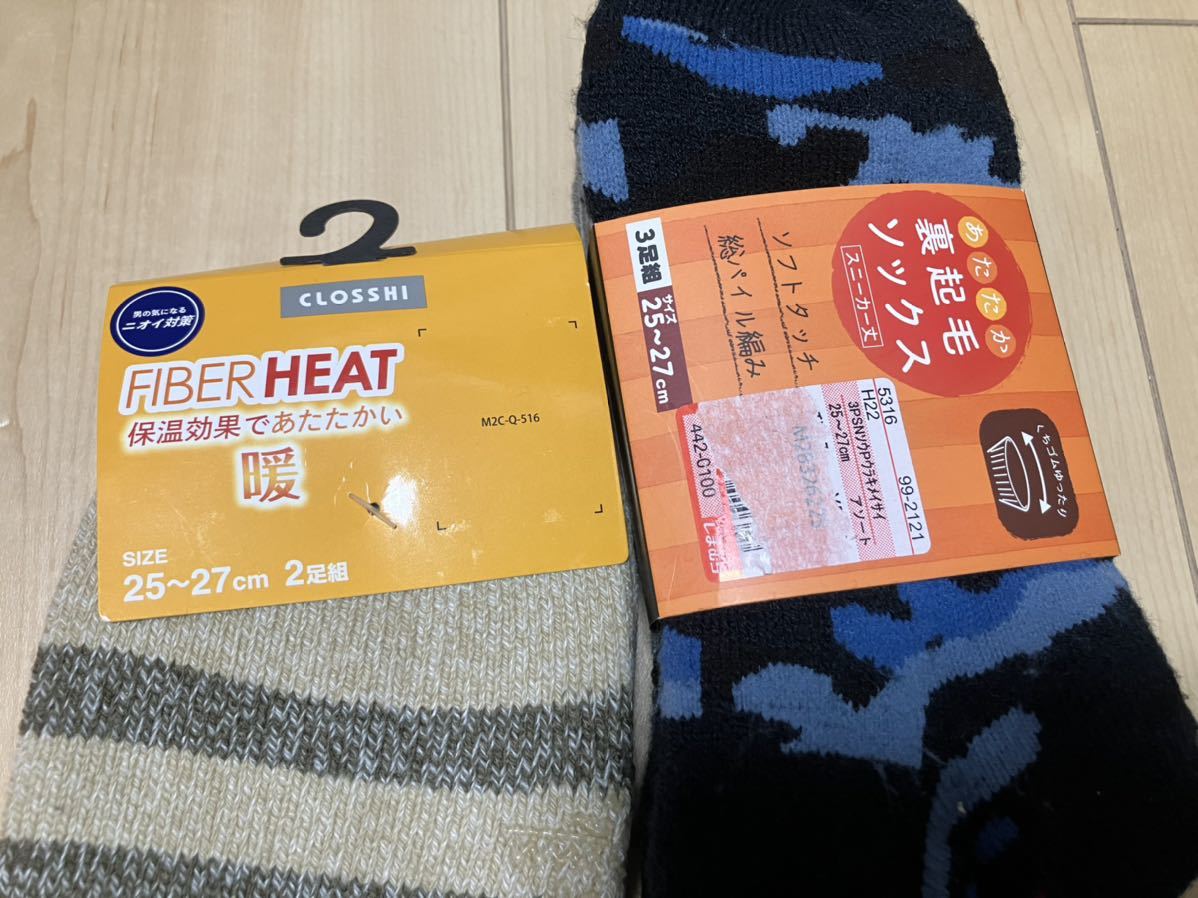 CLOSSHI
男の気になる
ニオイ対策
FIBER HEAT
保温効果であたたかい
暖
M2C-Q-516
SIZE
25～27cm 2足組
あたたか
裏起毛
ソックス
スニーカー丈
ソフトタッチ
総パイル編み
3足組
サイズ
25～27cm
くちゴムゆったり
5316
99-2121
H22
3PSNソウPウラキメイサイ
25～27cm
アソート
442-0100
しまむら